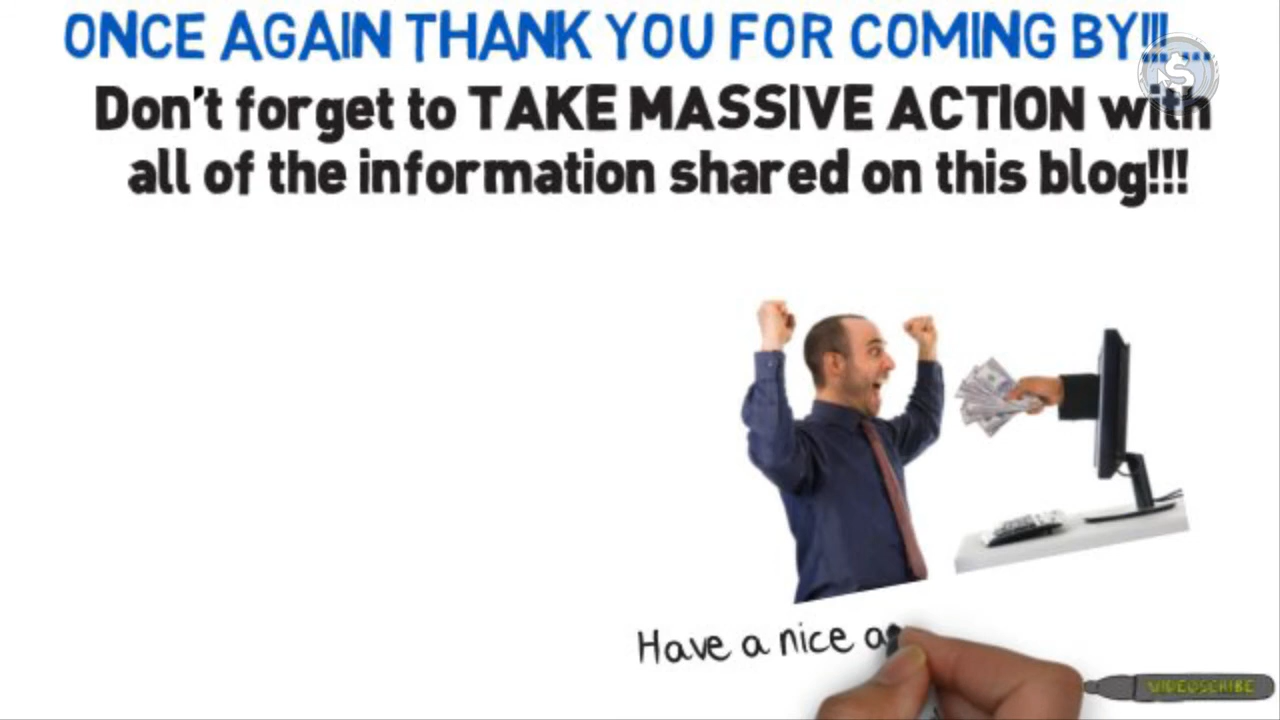 ONCE AGAIN THANK YOU FOR COMING BY!!! ...
Don't forget to TAKE MASSIVE ACTION with
all of the information shared on this blog!!!
Have a nice a
VIDEOSCRIBE